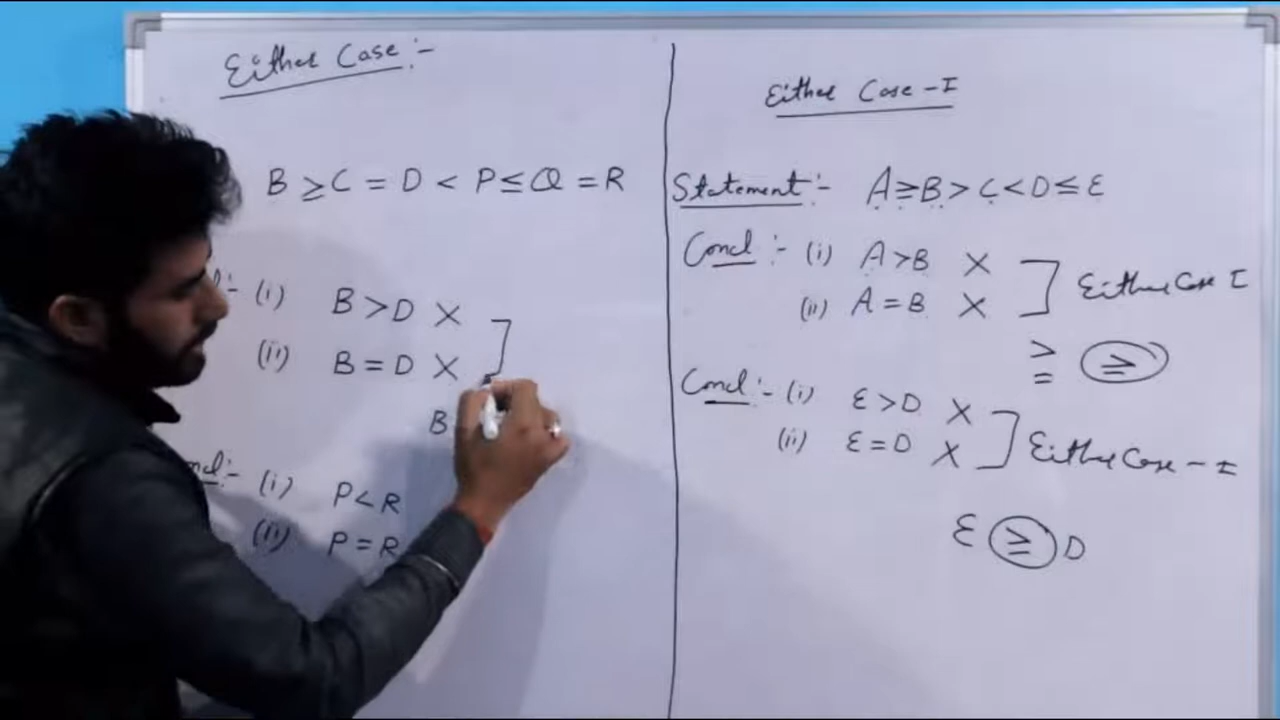 Either Case :-
B ≥ C = D < P ≤ Q = R
(i) B > D X
(ii) B = D X
B
(i) P < R
(ii) P = R
Either Case - I
Statement :- A ≥ B > C < D ≤ E
Concl :- (i) A > B X
(ii) A = B X
Either Case I
>
= ≥
Concl :- (i) E > D X
(ii) E = D X
Either Case - I
E ≥ D